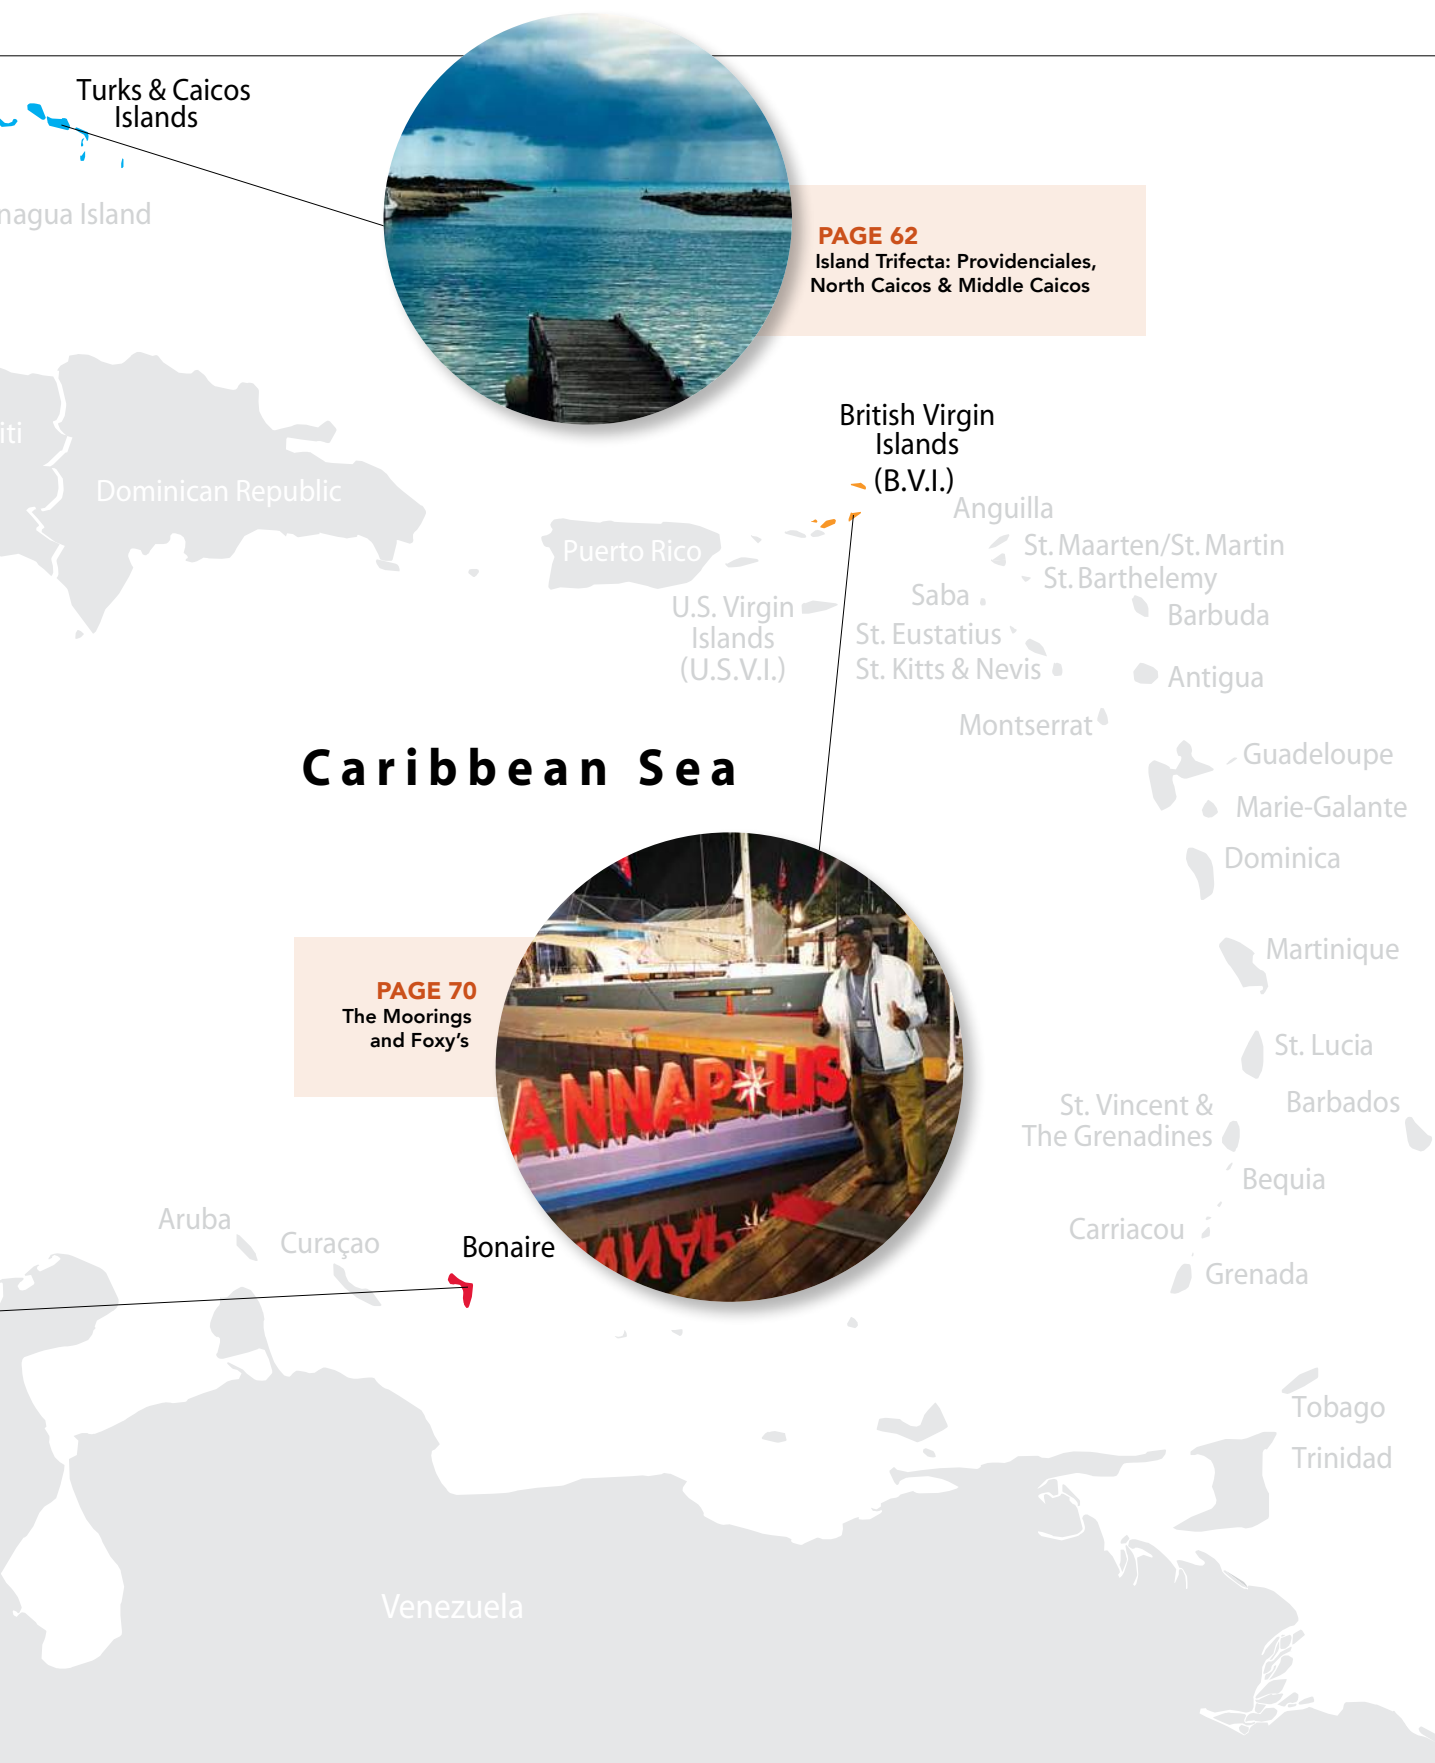 Turks & Caicos
Islands
nagua Island
PAGE 62
Island Trifecta: Providenciales,
North Caicos & Middle Caicos
iti
Dominican Republic
Puerto Rico
British Virgin
Islands
(B.V.I.)
Anguilla
St. Maarten/St. Martin
St. Barthelemy
Saba
Barbuda
U.S. Virgin
Islands
(U.S.V.I.)
St. Eustatius
St. Kitts & Nevis
Antigua
Montserrat
Caribbean Sea
Guadeloupe
Marie-Galante
Dominica
Martinique
PAGE 70
The Moorings
and Foxy's
ANNAPOLIS
St. Lucia
St. Vincent &
The Grenadines
Barbados
Bequia
Carriacou
Grenada
Aruba
Curaçao
Bonaire
Tobago
Trinidad
Venezuela